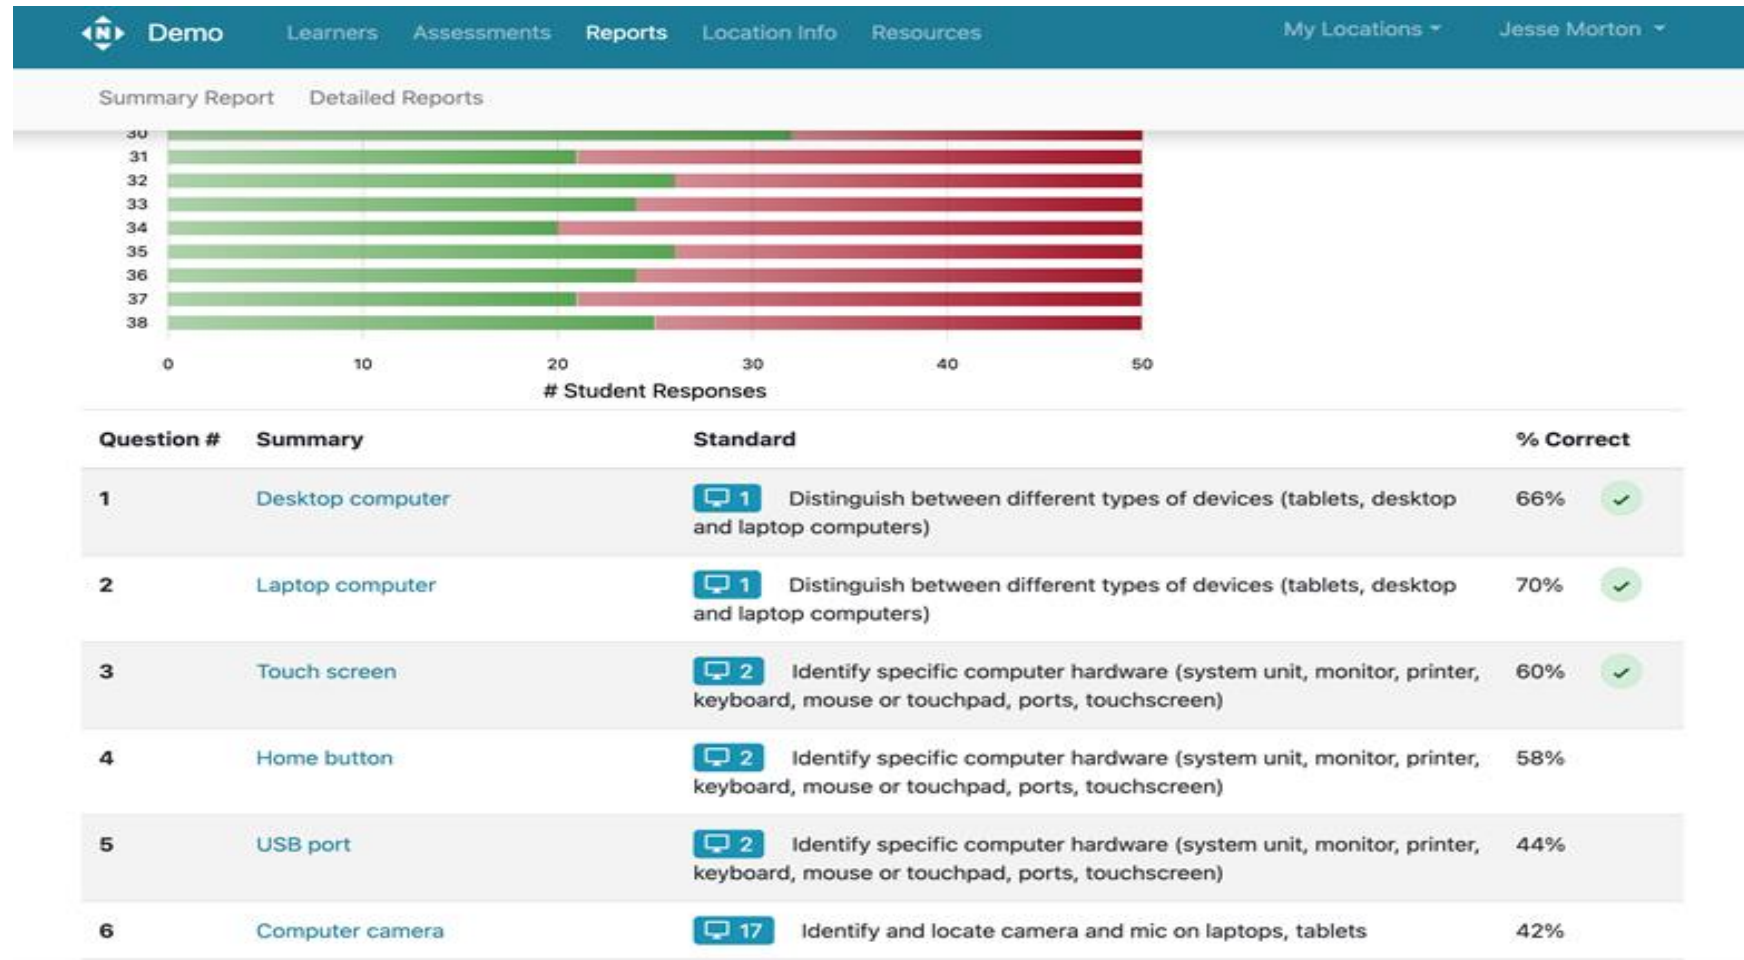 N Demo Learners Assessments Reports Location Info Resources My Locations Jesse Morton
Summary Report Detailed Reports
30
31
32
33
34
35
36
37
38
0 10 20 30 40 50
# Student Responses
Question # Summary Standard % Correct
1 Desktop computer 1 Distinguish between different types of devices (tablets, desktop 66%
and laptop computers)
2 Laptop computer 1 Distinguish between different types of devices (tablets, desktop 70%
and laptop computers)
3 Touch screen 2 Identify specific computer hardware (system unit, monitor, printer, 60%
keyboard, mouse or touchpad, ports, touchscreen)
4 Home button 2 Identify specific computer hardware (system unit, monitor, printer, 58%
keyboard, mouse or touchpad, ports, touchscreen)
5 USB port 2 Identify specific computer hardware (system unit, monitor, printer, 44%
keyboard, mouse or touchpad, ports, touchscreen)
6 Computer camera 17 Identify and locate camera and mic on laptops, tablets 42%